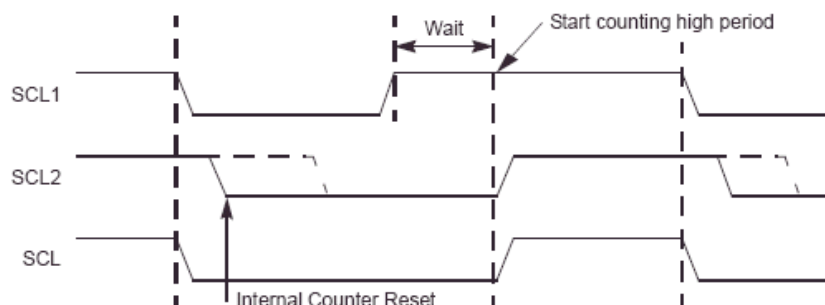 Wait
Start counting high period
SCL1
SCL2
SCL
Internal Counter Reset